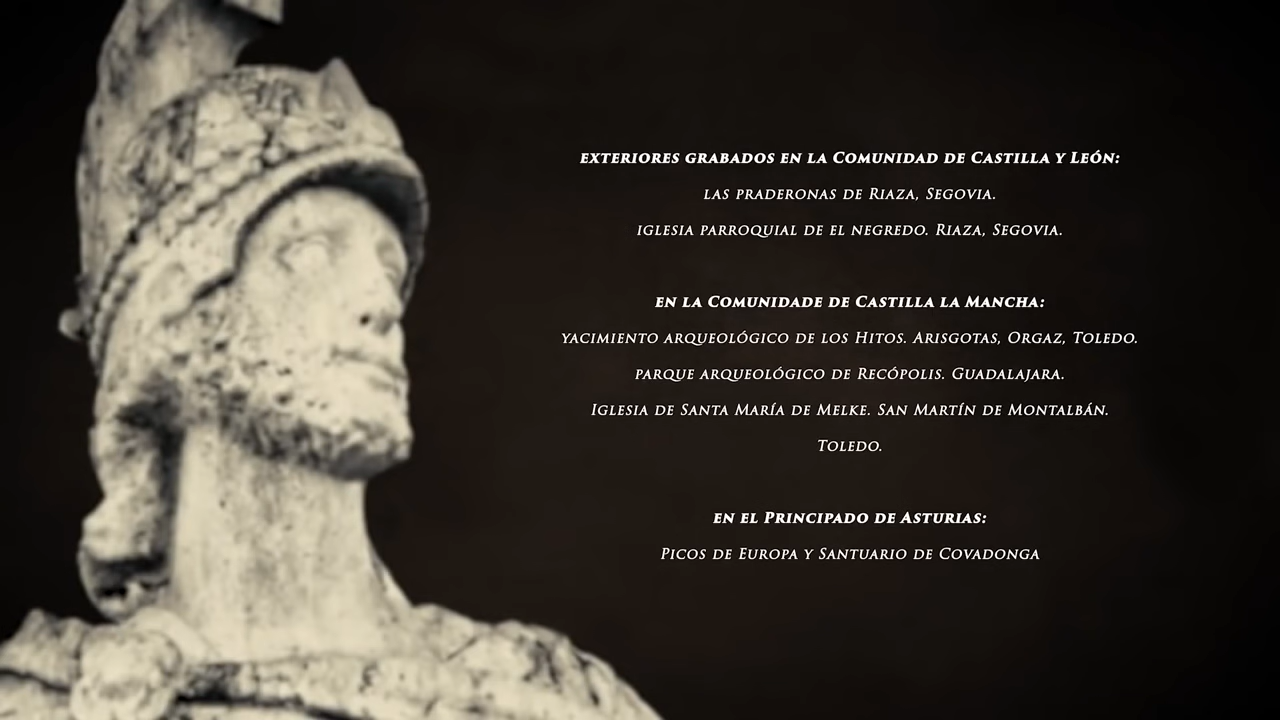 EXTERIORES GRABADOS EN LA COMUNIDAD DE CASTILLA Y LEÓN:
LAS PRADERONAS DE RIAZA, SEGOVIA.
IGLESIA PARROQUIAL DE EL NEGREDO. RIAZA, SEGOVIA.
EN LA COMUNIDADE DE CASTILLA LA MANCHA:
YACIMIENTO ARQUEOLÓGICO DE LOS HITOS. ARISGOTAS, ORGAZ, TOLEDO.
PARQUE ARQUEOLÓGICO DE RECÓPOLIS. GUADALAJARA.
IGLESIA DE SANTA MARÍA DE MELKE. SAN MARTÍN DE MONTALBÁN.
TOLEDO.
EN EL PRINCIPADO DE ASTURIAS:
PICOS DE EUROPA Y SANTUARIO DE COVADONGA